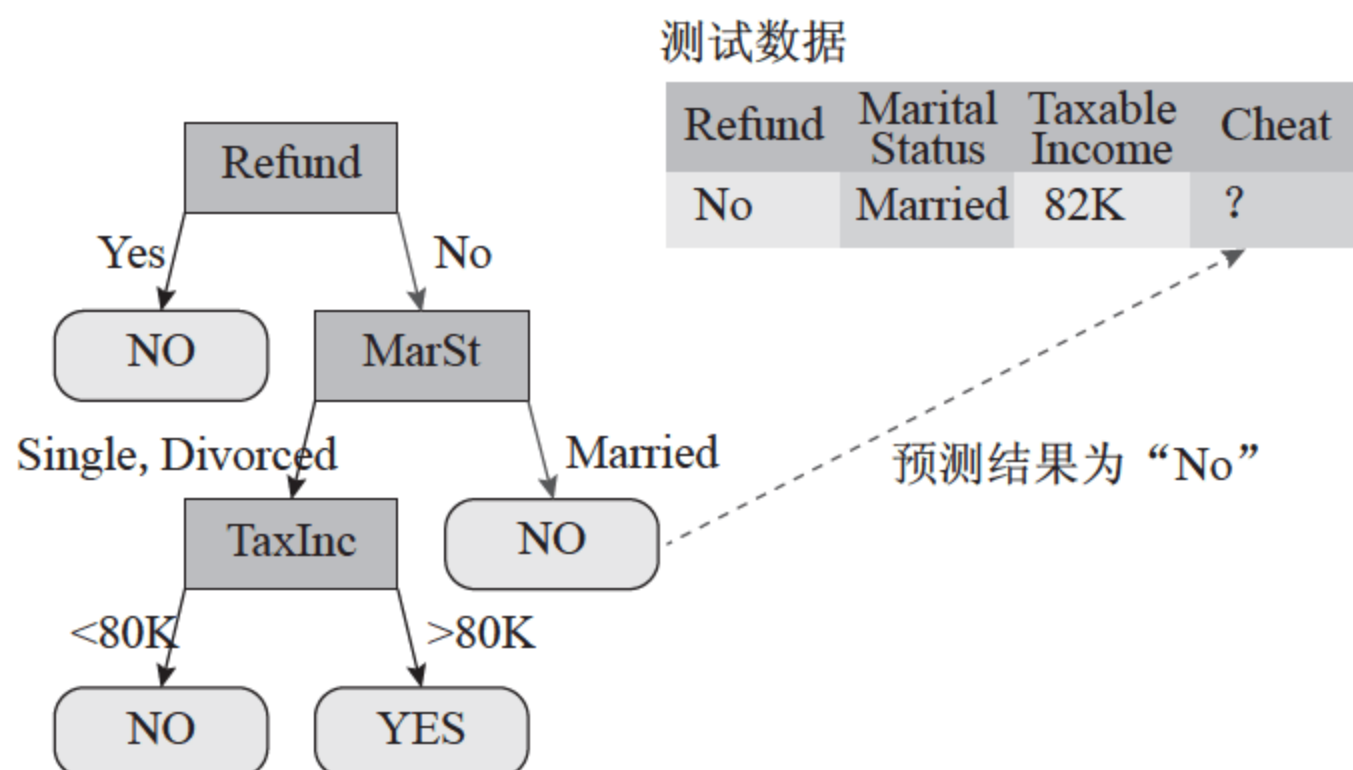 测试数据
Refund Marital Status Taxable Income Cheat
No Married 82K ?
Refund
Yes No
NO MarSt
Single, Divorced Married
预测结果为“No”
TaxInc NO
<80K >80K
NO YES